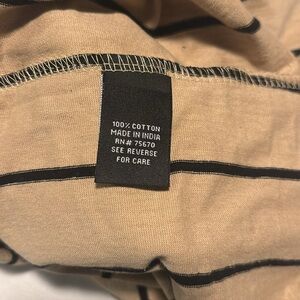 100% COTTON
MADE IN INDIA
RN# 75670
SEE REVERSE
FOR CARE